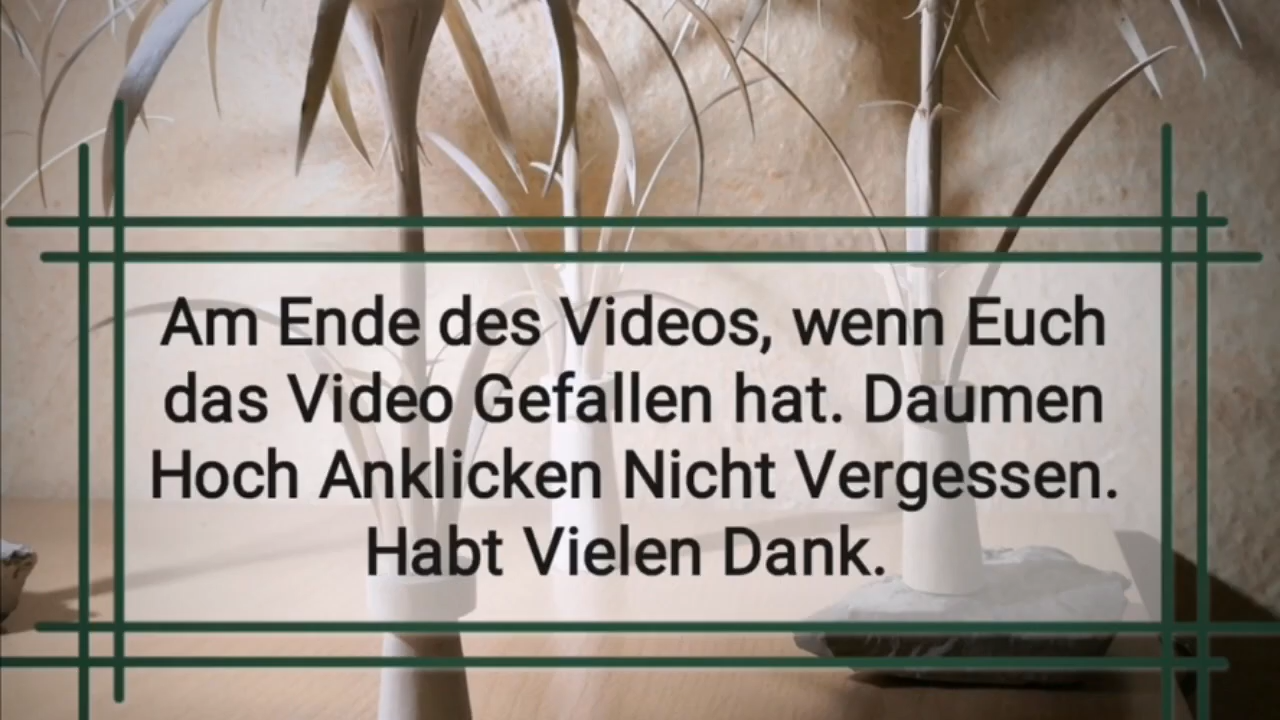 Am Ende des Videos, wenn Euch
das Video Gefallen hat. Daumen
Hoch Anklicken Nicht Vergessen.
Habt Vielen Dank.